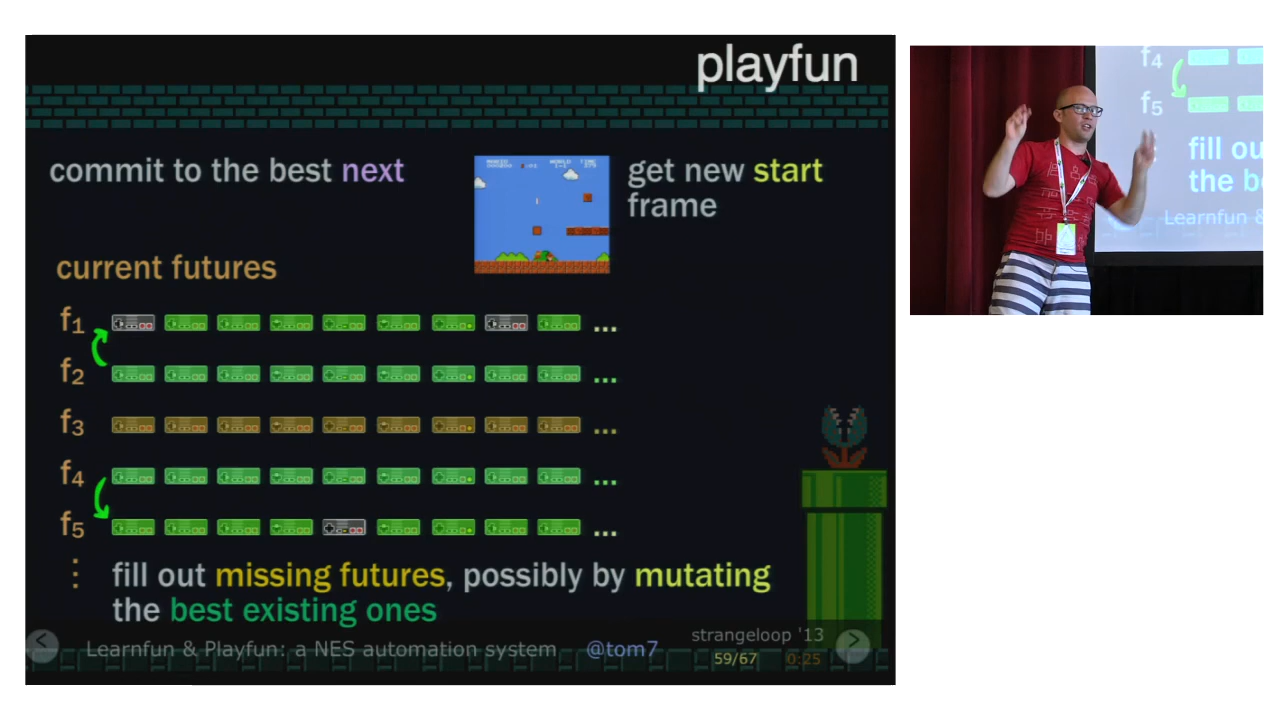 playfun
commit to the best next
get new start
frame
current futures
f1 ...
f2 ...
f3 ...
f4 ...
f5 ...
fill out missing futures, possibly by mutating
the best existing ones
Learnfun & Playfun: a NES automation system @tom7
strangeloop '13
59/67 0:25
f4
f5
fill ou
the b
Learnfun &